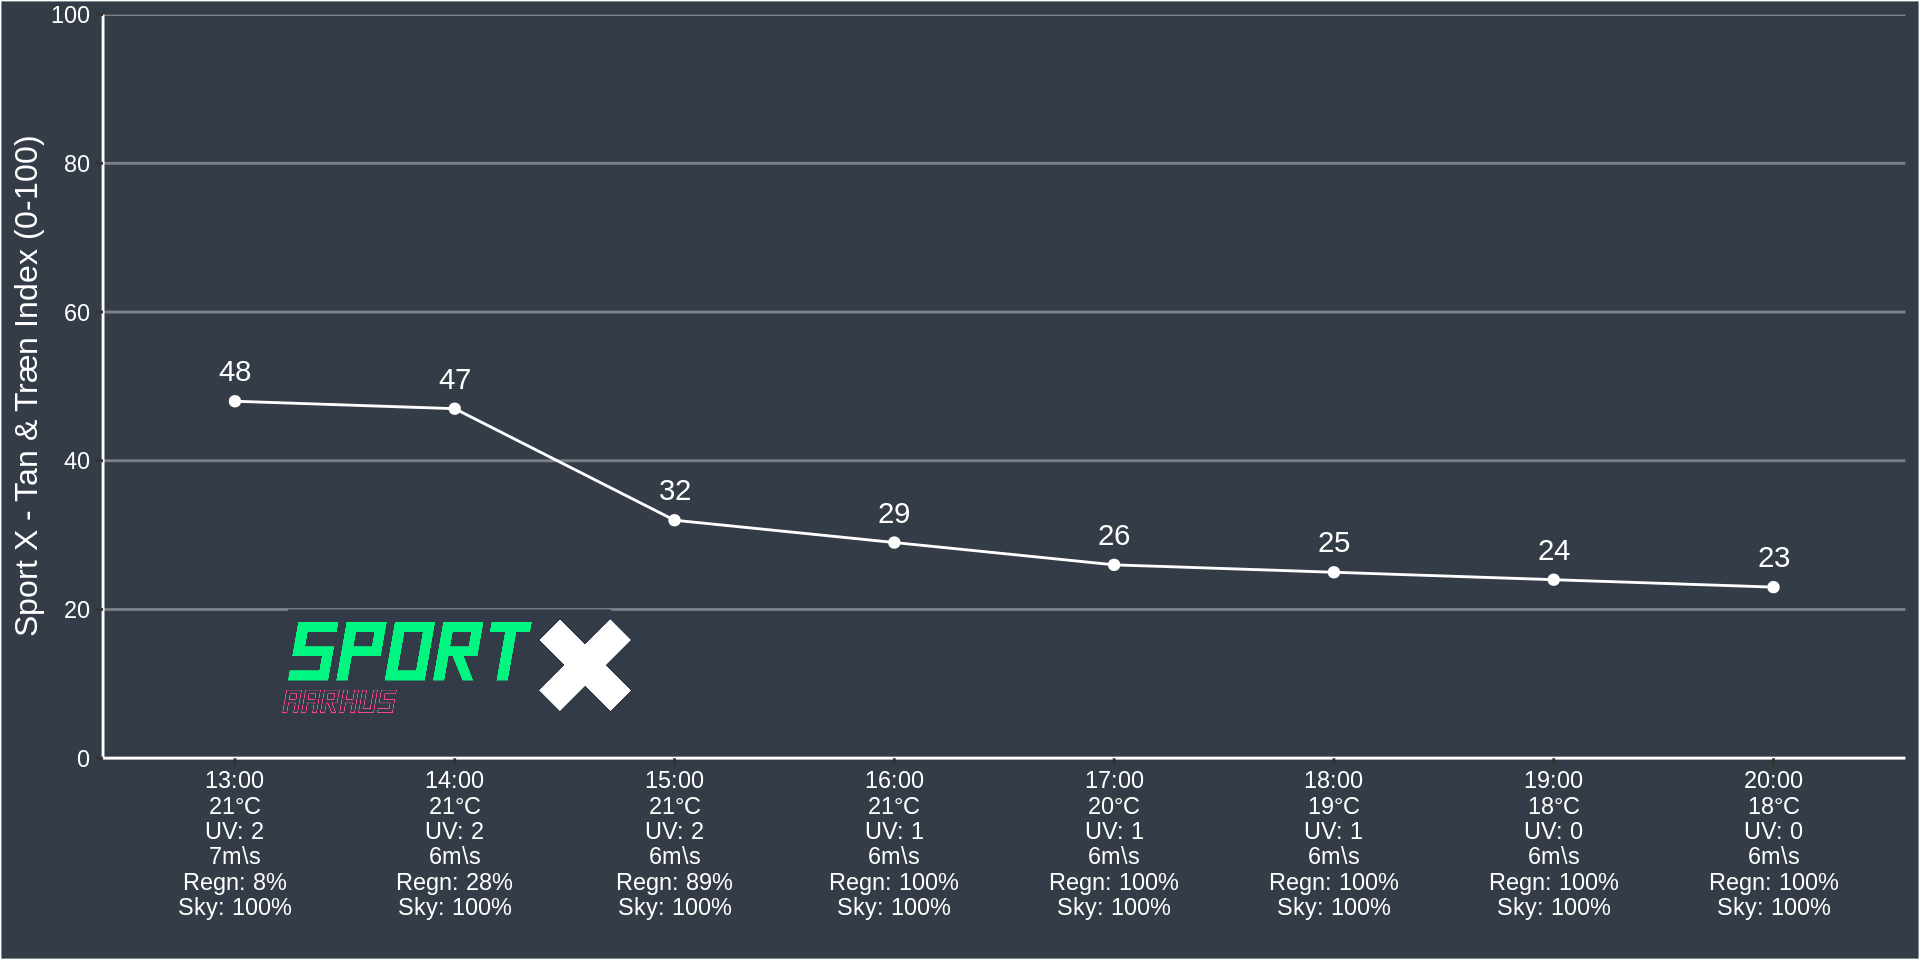 Sport X - Tan & Træn Index (0-100)
100
80
60
40
20
0
48
47
32
29
26
25
24
23
SPORT X
AARHUS
13:00
21°C
UV: 2
7m\s
Regn: 8%
Sky: 100%
14:00
21°C
UV: 2
6m\s
Regn: 28%
Sky: 100%
15:00
21°C
UV: 2
6m\s
Regn: 89%
Sky: 100%
16:00
21°C
UV: 1
6m\s
Regn: 100%
Sky: 100%
17:00
20°C
UV: 1
6m\s
Regn: 100%
Sky: 100%
18:00
19°C
UV: 1
6m\s
Regn: 100%
Sky: 100%
19:00
18°C
UV: 0
6m\s
Regn: 100%
Sky: 100%
20:00
18°C
UV: 0
6m\s
Regn: 100%
Sky: 100%